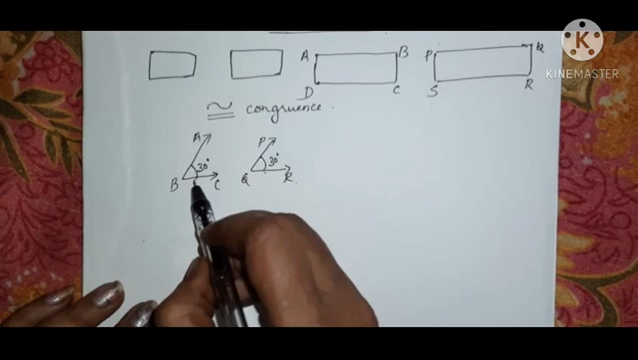 A B P Q
D C S R
≅ congruence.
A P
30° 30°
B C Q R.
K
KINEMASTER